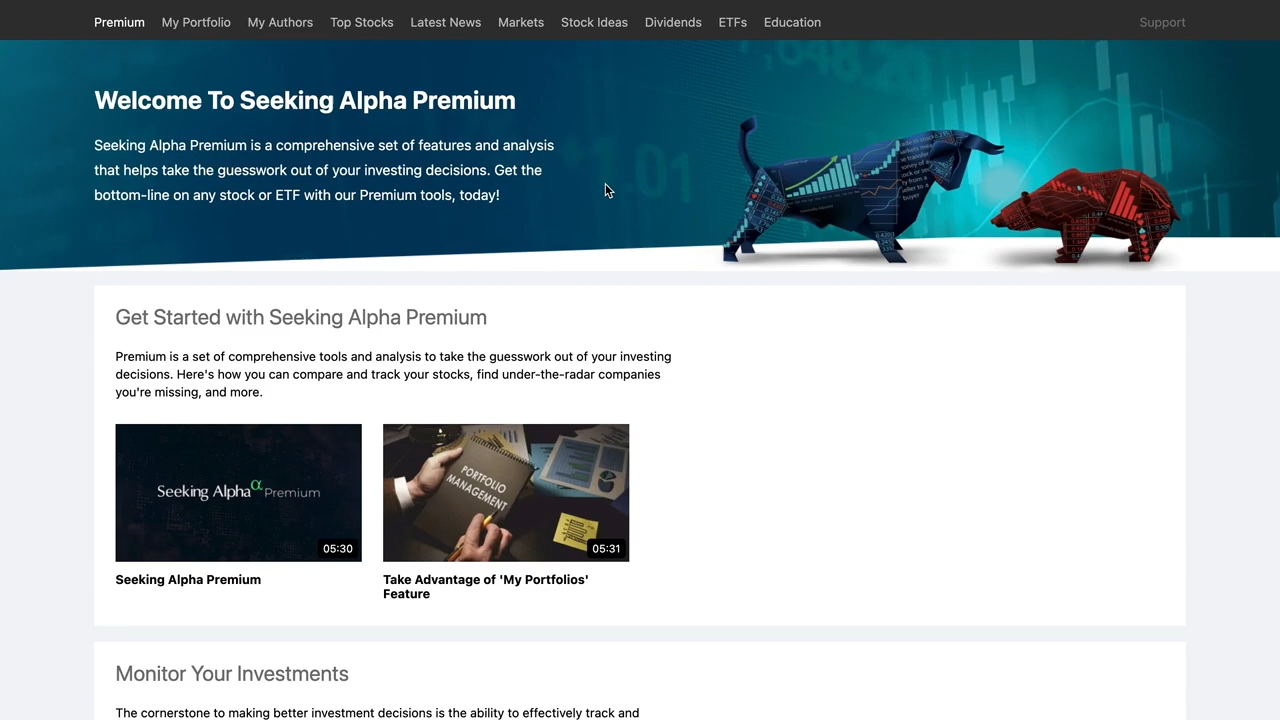 Premium My Portfolio My Authors Top Stocks Latest News Markets Stock Ideas Dividends ETFs Education Support
Welcome To Seeking Alpha Premium
Seeking Alpha Premium is a comprehensive set of features and analysis
that helps take the guesswork out of your investing decisions. Get the
bottom-line on any stock or ETF with our Premium tools, today!
Get Started with Seeking Alpha Premium
Premium is a set of comprehensive tools and analysis to take the guesswork out of your investing
decisions. Here's how you can compare and track your stocks, find under-the-radar companies
you're missing, and more.
Seeking Alpha α Premium
05:30
PORTFOLIO
MANAGEMENT
05:31
Seeking Alpha Premium
Take Advantage of 'My Portfolios'
Feature
Monitor Your Investments
The cornerstone to making better investment decisions is the ability to effectively track and